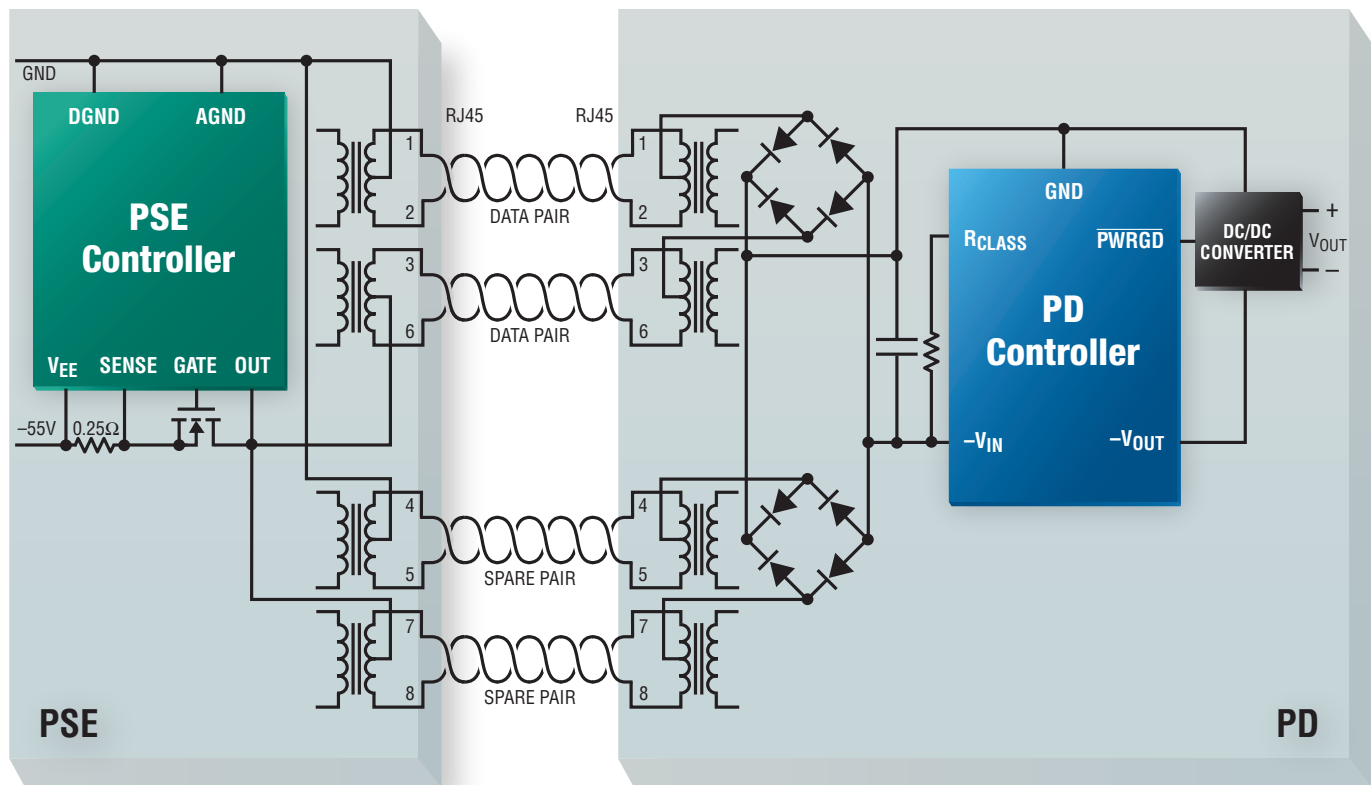 GND
DGND AGND
PSE
Controller
VEE SENSE GATE OUT
–55V 0.25Ω
RJ45 RJ45
1 1
2 2
DATA PAIR
3 3
6 6
DATA PAIR
4 4
5 5
SPARE PAIR
7 7
8 8
SPARE PAIR
GND
RCLASS PWRGD
PD
Controller
–VIN –VOUT
DC/DC
CONVERTER
+
VOUT
–
PSE
PD